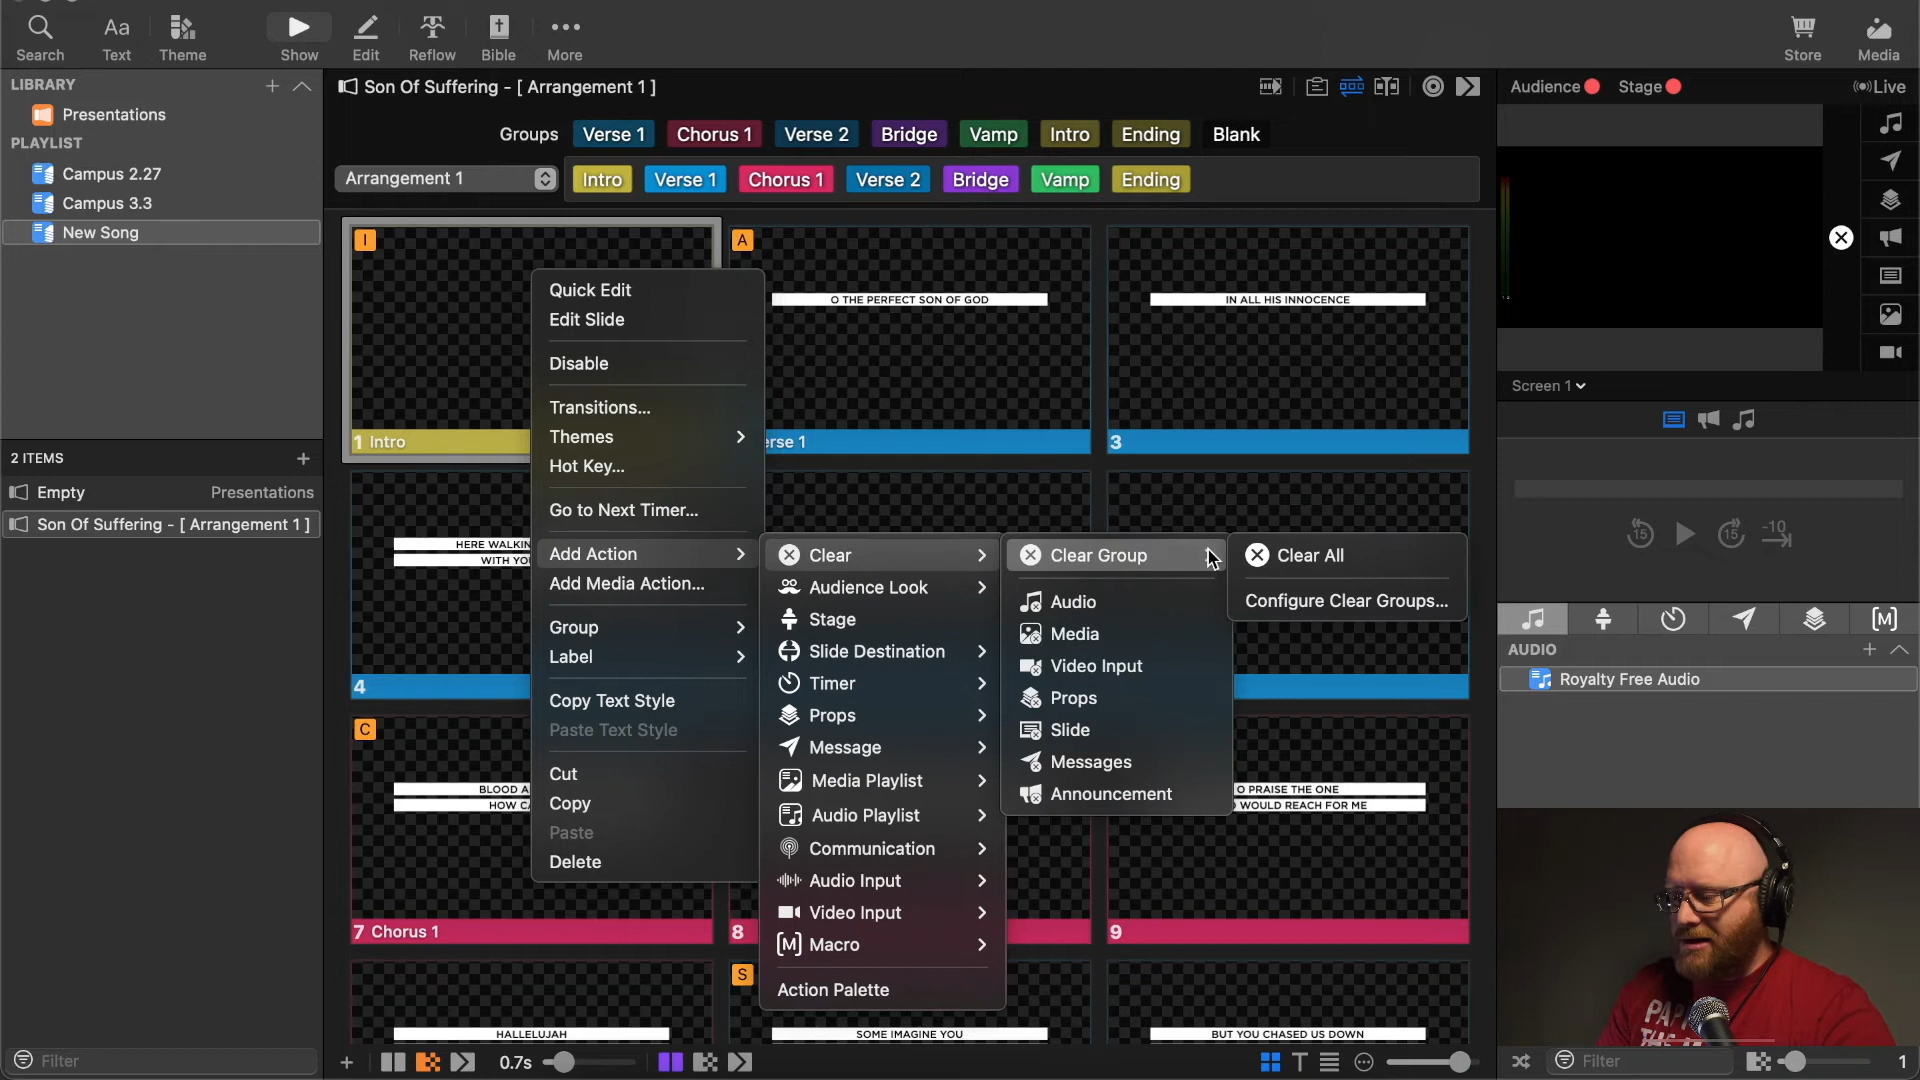 Search
Text
Theme
Show
Edit
Reflow
Bible
More
Store
Media
LIBRARY
Presentations
PLAYLIST
Campus 2.27
Campus 3.3
New Song
2 ITEMS
Empty Presentations
Son Of Suffering - [ Arrangement 1 ]
Filter
Son Of Suffering - [ Arrangement 1 ]
Groups Verse 1 Chorus 1 Verse 2 Bridge Vamp Intro Ending Blank
Arrangement 1 Intro Verse 1 Chorus 1 Verse 2 Bridge Vamp Ending
I
1 Intro
A
O THE PERFECT SON OF GOD
erse 1
IN ALL HIS INNOCENCE
3
HERE WALKIN
WITH YO
4
C
BLOOD A
HOW CA
7 Chorus 1
8
O PRAISE THE ONE
O WOULD REACH FOR ME
9
HALLELUJAH
S
SOME IMAGINE YOU
BUT YOU CHASED US DOWN
Quick Edit
Edit Slide
Disable
Transitions...
Themes
Hot Key...
Go to Next Timer...
Add Action
Add Media Action...
Group
Label
Copy Text Style
Paste Text Style
Cut
Copy
Paste
Delete
Clear
Audience Look
Stage
Slide Destination
Timer
Props
Message
Media Playlist
Audio Playlist
Communication
Audio Input
Video Input
[M] Macro
Action Palette
Clear Group
Audio
Media
Video Input
Props
Slide
Messages
Announcement
Clear All
Configure Clear Groups...
0.7s
Audience Stage Live
Screen 1
15 15 -10
[M]
AUDIO
Royalty Free Audio
Filter 1